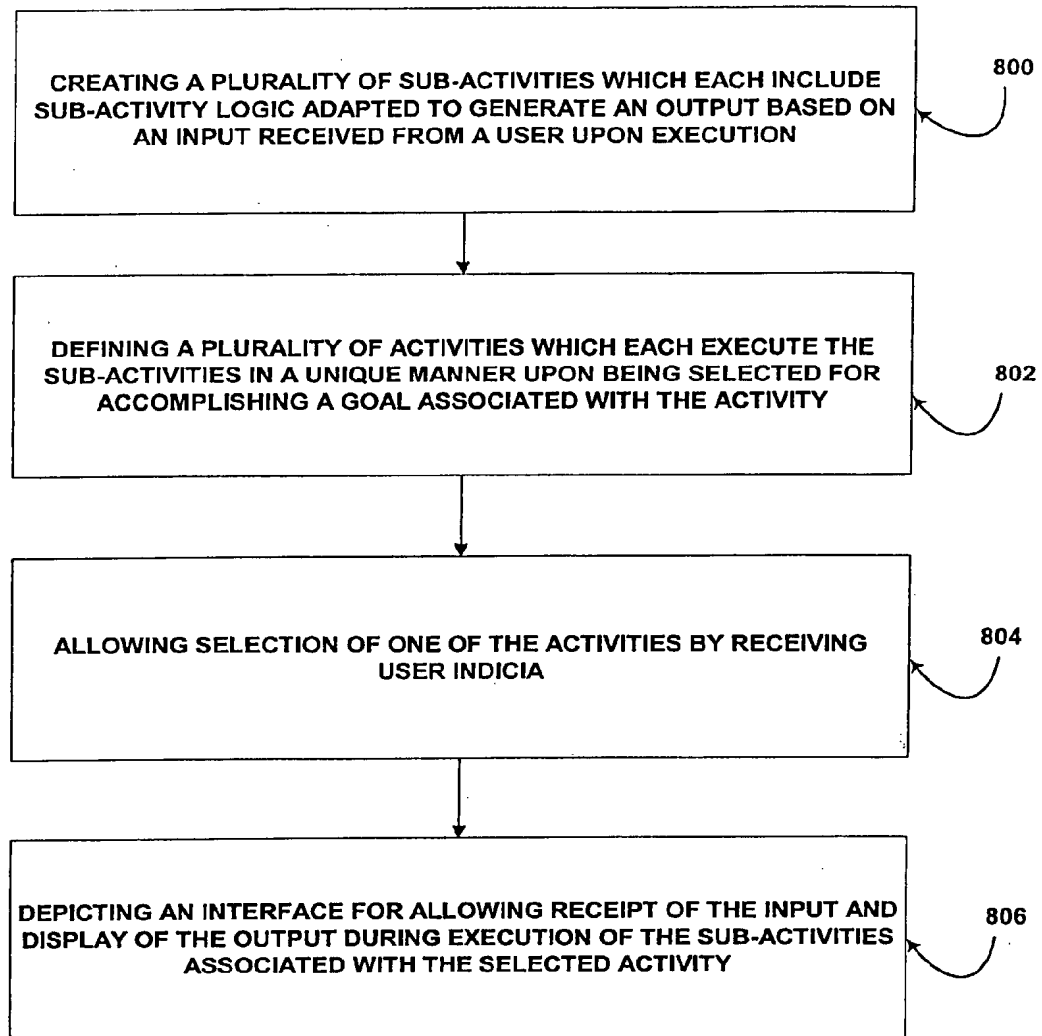 CREATING A PLURALITY OF SUB-ACTIVITIES WHICH EACH INCLUDE
SUB-ACTIVITY LOGIC ADAPTED TO GENERATE AN OUTPUT BASED ON
AN INPUT RECEIVED FROM A USER UPON EXECUTION
800
DEFINING A PLURALITY OF ACTIVITIES WHICH EACH EXECUTE THE
SUB-ACTIVITIES IN A UNIQUE MANNER UPON BEING SELECTED FOR
ACCOMPLISHING A GOAL ASSOCIATED WITH THE ACTIVITY
802
ALLOWING SELECTION OF ONE OF THE ACTIVITIES BY RECEIVING
USER INDICIA
804
DEPICTING AN INTERFACE FOR ALLOWING RECEIPT OF THE INPUT AND
DISPLAY OF THE OUTPUT DURING EXECUTION OF THE SUB-ACTIVITIES
ASSOCIATED WITH THE SELECTED ACTIVITY
806